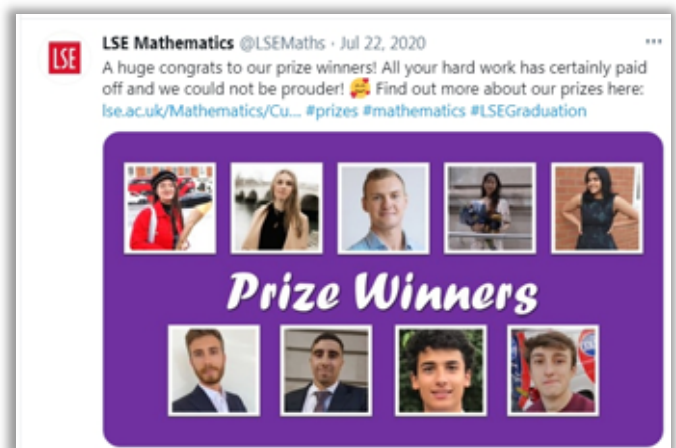 LSE
LSE Mathematics @LSEMaths · Jul 22, 2020
A huge congrats to our prize winners! All your hard work has certainly paid
off and we could not be prouder! 🥰 Find out more about our prizes here:
lse.ac.uk/Mathematics/Cu... #prizes #mathematics #LSEGraduation
Prize Winners